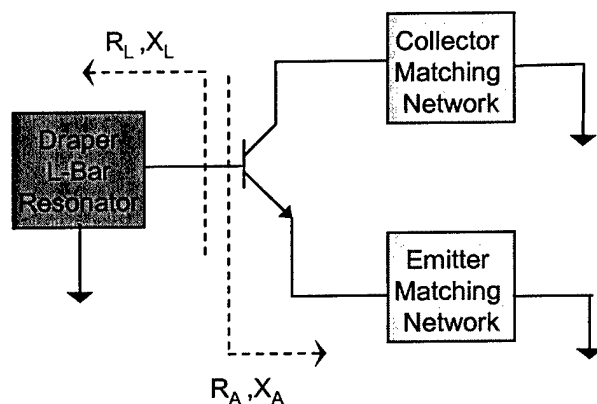 R_L ,X_L
Collector
Matching
Network
Draper
L-Bar
Resonator
Emitter
Matching
Network
R_A ,X_A